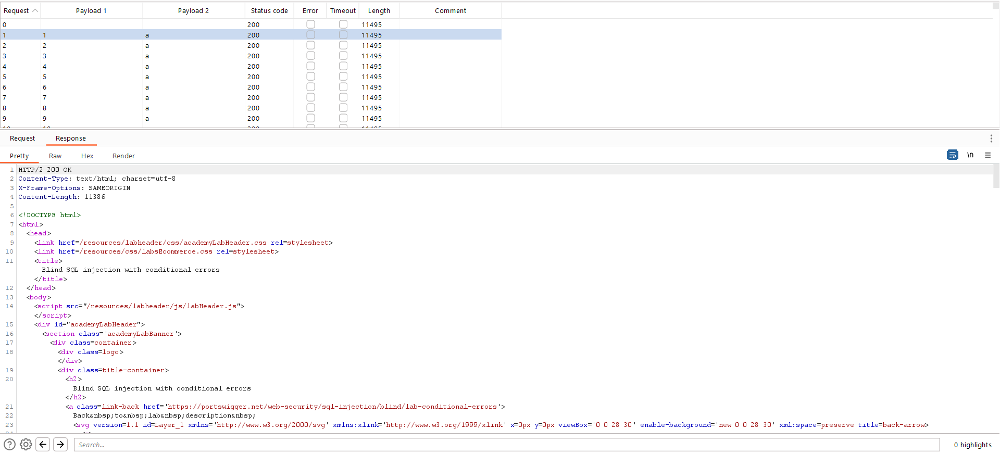 Request Payload 1 Payload 2 Status code Error Timeout Length Comment
0 200 11495
1 1 a 200 11495
2 2 a 200 11495
3 3 a 200 11495
4 4 a 200 11495
5 5 a 200 11495
6 6 a 200 11495
7 7 a 200 11495
8 8 a 200 11495
9 9 a 200 11495
Request Response
Pretty Raw Hex Render \n
1 HTTP/2 200 OK
2 Content-Type: text/html; charset=utf-8
3 X-Frame-Options: SAMEORIGIN
4 Content-Length: 11386
5
6 <!DOCTYPE html>
7 <html>
8 <head>
9 <link href=/resources/labheader/css/academyLabHeader.css rel=stylesheet>
10 <link href=/resources/css/labsEcommerce.css rel=stylesheet>
11 <title>
Blind SQL injection with conditional errors
</title>
12 </head>
13 <body>
14 <script src="/resources/labheader/js/labHeader.js">
</script>
15 <div id="academyLabHeader">
16 <section class='academyLabBanner'>
17 <div class=container>
18 <div class=logo>
</div>
19 <div class=title-container>
20 <h2>
Blind SQL injection with conditional errors
</h2>
21 <a class=link-back href='https://portswigger.net/web-security/sql-injection/blind/lab-conditional-errors'>
22 Back&nbsp;to&nbsp;lab&nbsp;description&nbsp;
23 <svg version=1.1 id=Layer_1 xmlns='http://www.w3.org/2000/svg' xmlns:xlink='http://www.w3.org/1999/xlink' x=0px y=0px viewBox='0 0 28 30' enable-background='new 0 0 28 30' xml:space=preserve title=back-arrow>
? Search... 0 highlights